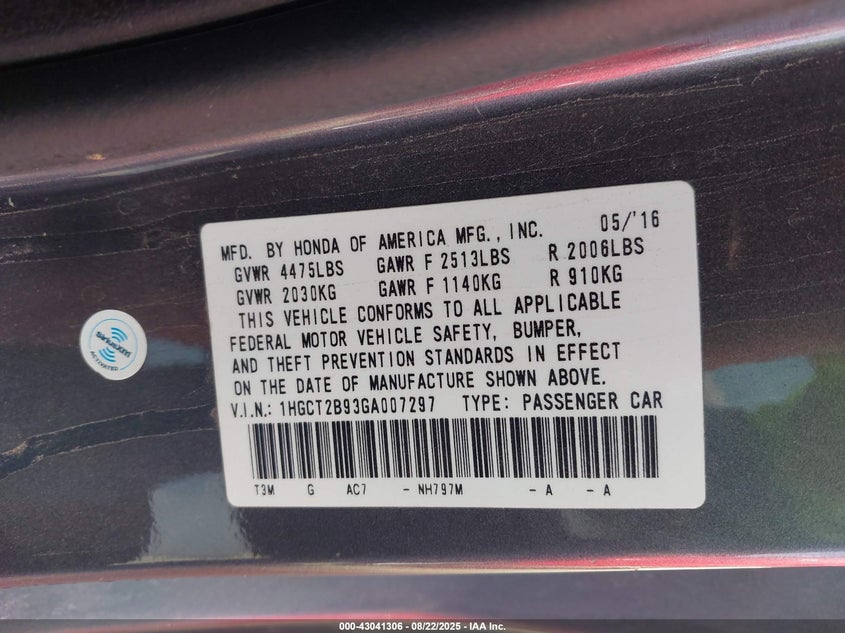 MFD. BY HONDA OF AMERICA MFG., INC. 05/'16
GVWR 4475LBS GAWR F 2513LBS R 2006LBS
GVWR 2030KG GAWR F 1140KG R 910KG
THIS VEHICLE CONFORMS TO ALL APPLICABLE
FEDERAL MOTOR VEHICLE SAFETY, BUMPER,
AND THEFT PREVENTION STANDARDS IN EFFECT
ON THE DATE OF MANUFACTURE SHOWN ABOVE.
V.I.N.: 1HGCT2B93GA007297 TYPE: PASSENGER CAR
T3M G AC7 - NH797M - A - A
SiriusXM
ACTIVATED
000-43041306 - 08/22/2025 - IAA Inc.